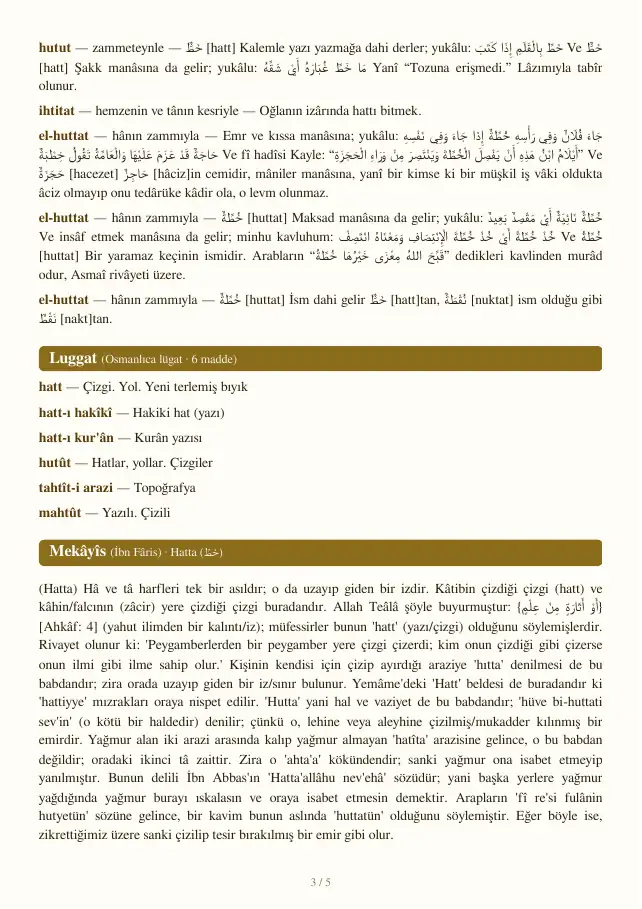 hutut — zammeteynle — خَطٌّ [hatt] Kalemle yazı yazmağa dahi derler; yukâlu: خَطَّ بِالْقَلَمِ إِذَا كَتَبَ Ve خَطٌّ
[hatt] Şakk manâsına da gelir; yukâlu: مَا خَطَّ غُبَارَهُ أَيْ شَقَّهُ Yanî “Tozuna erişmedi.” Lâzımıyla tabîr
olunur.
ihtitat — hemzenin ve tânın kesriyle — Oğlanın izârında hattı bitmek.
el-huttat — hânın zammıyla — Emr ve kıssa manâsına; yukâlu: جَاءَ فُلَانٌ وَفِي رَأْسِهِ خُطَّةٌ إِذَا جَاءَ وَفِي نَفْسِهِ
حَاجَةٌ قَدْ عَزَمَ عَلَيْهَا وَالْعَامَّةُ تَقُولُ خِطْبَةٌ Ve fî hadîsi Kayle: “أَيُلَامُ ابْنُ هَذِهِ أَنْ يَفْصِلَ الْخُطَّةَ وَيَنْتَصِرَ مِنْ وَرَاءِ الْحَجَزَةِ” Ve
حَجَزَةٌ [hacezet] حَاجِزٌ [hâciz]in cemidir, mâniler manâsına, yanî bir kimse ki bir müşkil iş vâki oldukta
âciz olmayıp onu tedârüke kâdir ola, o levm olunmaz.
el-huttat — hânın zammıyla — خُطَّةٌ [huttat] Maksad manâsına da gelir; yukâlu: خُطَّةٌ نَائِيَةٌ أَيْ مَقْصِدٌ بَعِيدٌ
Ve insâf etmek manâsına da gelir; minhu kavluhum: خُذْ خُطَّةً أَيْ خُذْ خُطَّةَ الْاِنْتِصَافِ وَمَعْنَاهُ انْتَصِفْ Ve خُطَّةُ
[huttat] Bir yaramaz keçinin ismidir. Arabların “قَبَّحَ اللهُ مِعْزَى خَيْرُهَا خُطَّةُ” dedikleri kavlinden murâd
odur, Asmaî rivâyeti üzere.
el-huttat — hânın zammıyla — خُطَّةٌ [huttat] İsm dahi gelir خَطٌّ [hatt]tan, نُقْطَةٌ [nuktat] ism olduğu gibi
نَقْطٌ [nakt]tan.
Luggat (Osmanlıca lügat · 6 madde)
hatt — Çizgi. Yol. Yeni terlemiş bıyık
hatt-ı hakîkî — Hakiki hat (yazı)
hatt-ı kur'ân — Kurân yazısı
hutût — Hatlar, yollar. Çizgiler
tahtît-i arazi — Topoğrafya
mahtût — Yazılı. Çizili
Mekâyîs (İbn Fâris) · Hatta (خَطَّ)
(Hatta) Hâ ve tâ harfleri tek bir asıldır; o da uzayıp giden bir izdir. Kâtibin çizdiği çizgi (hatt) ve
kâhin/falcının (zâcir) yere çizdiği çizgi buradandır. Allah Teâlâ şöyle buyurmuştur: {أَوْ أَثَارَةٍ مِنْ عِلْمٍ}
[Ahkâf: 4] (yahut ilimden bir kalıntı/iz); müfessirler bunun 'hatt' (yazı/çizgi) olduğunu söylemişlerdir.
Rivayet olunur ki: 'Peygamberlerden bir peygamber yere çizgi çizerdi; kim onun çizdiği gibi çizerse
onun ilmi gibi ilme sahip olur.' Kişinin kendisi için çizip ayırdığı araziye 'hıtta' denilmesi de bu
babdandır; zira orada uzayıp giden bir iz/sınır bulunur. Yemâme'deki 'Hatt' beldesi de buradandır ki
'hattiyye' mızrakları oraya nispet edilir. 'Hutta' yani hal ve vaziyet de bu babdandır; 'hüve bi-huttati
sev'in' (o kötü bir haldedir) denilir; çünkü o, lehine veya aleyhine çizilmiş/mukadder kılınmış bir
emirdir. Yağmur alan iki arazi arasında kalıp yağmur almayan 'hatîta' arazisine gelince, o bu babdan
değildir; oradaki ikinci tâ zaittir. Zira o 'ahta'a' kökündendir; sanki yağmur ona isabet etmeyip
yanılmıştır. Bunun delili İbn Abbas'ın 'Hatta'allâhu nev'ehâ' sözüdür; yani başka yerlere yağmur
yağdığında yağmur burayı ıskalasın ve oraya isabet etmesin demektir. Arapların 'fî re'si fulânin
hutyetün' sözüne gelince, bir kavim bunun aslında 'huttatün' olduğunu söylemiştir. Eğer böyle ise,
zikrettiğimiz üzere sanki çizilip tesir bırakılmış bir emir gibi olur.
3 / 5